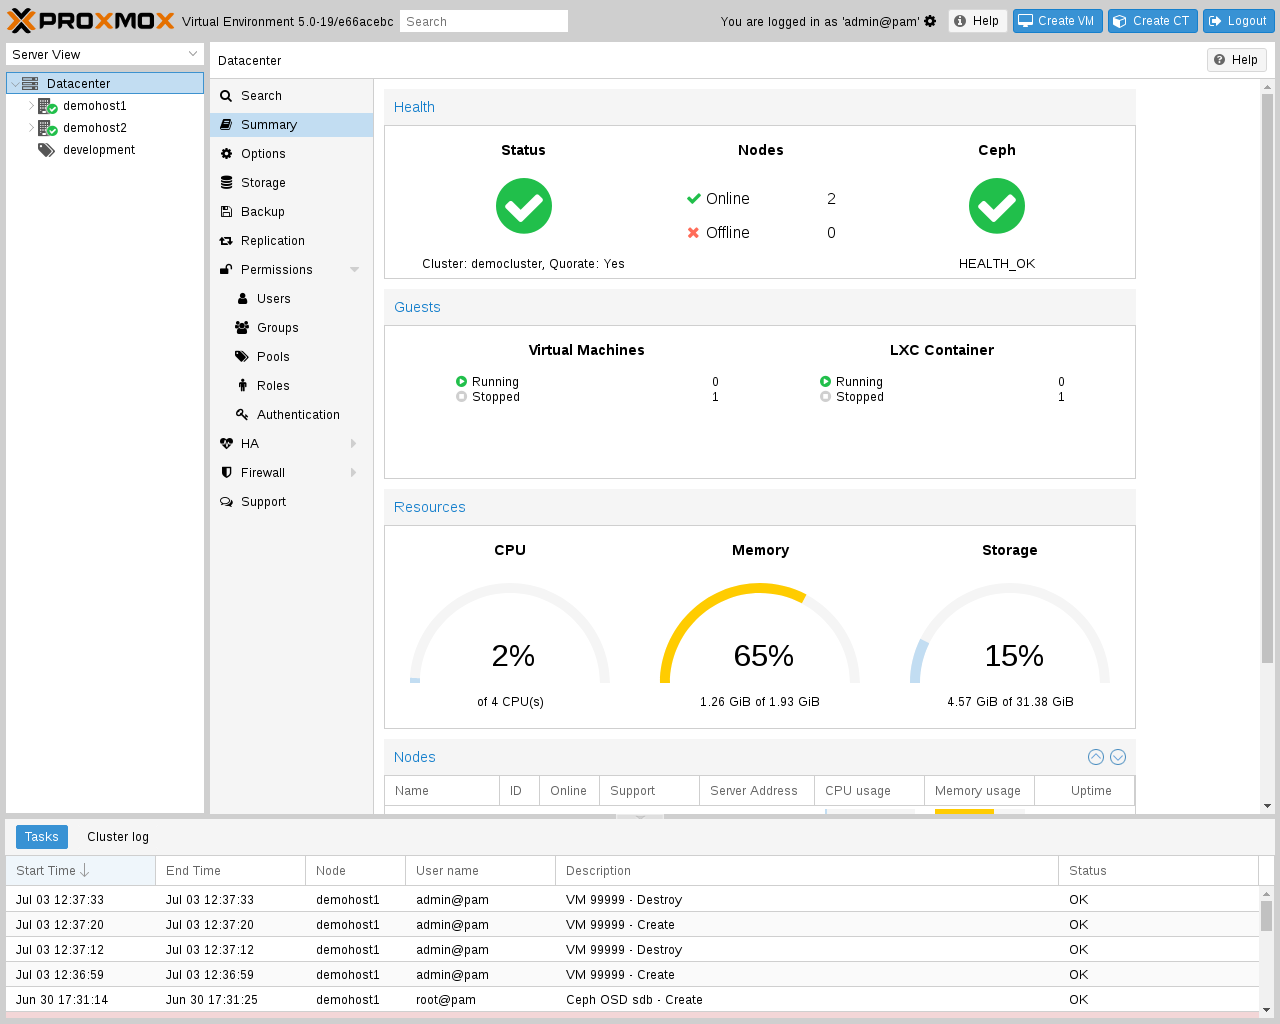 PROXMOX Virtual Environment 5.0-19/e66acebc Search You are logged in as 'admin@pam' Help Create VM Create CT Logout
Server View
Datacenter
demohost1
demohost2
development
Datacenter Help
Search
Summary
Options
Storage
Backup
Replication
Permissions
Users
Groups
Pools
Roles
Authentication
HA
Firewall
Support
Health
Status Nodes Ceph
Online 2
Offline 0
Cluster: democluster, Quorate: Yes HEALTH_OK
Guests
Virtual Machines LXC Container
Running 0 Running 0
Stopped 1 Stopped 1
Resources
CPU Memory Storage
2% 65% 15%
of 4 CPU(s) 1.26 GiB of 1.93 GiB 4.57 GiB of 31.38 GiB
Nodes
Name ID Online Support Server Address CPU usage Memory usage Uptime
Tasks Cluster log
Start Time End Time Node User name Description Status
Jul 03 12:37:33 Jul 03 12:37:33 demohost1 admin@pam VM 99999 - Destroy OK
Jul 03 12:37:20 Jul 03 12:37:20 demohost1 admin@pam VM 99999 - Create OK
Jul 03 12:37:12 Jul 03 12:37:12 demohost1 admin@pam VM 99999 - Destroy OK
Jul 03 12:36:59 Jul 03 12:36:59 demohost1 admin@pam VM 99999 - Create OK
Jun 30 17:31:14 Jun 30 17:31:25 demohost1 root@pam Ceph OSD sdb - Create OK